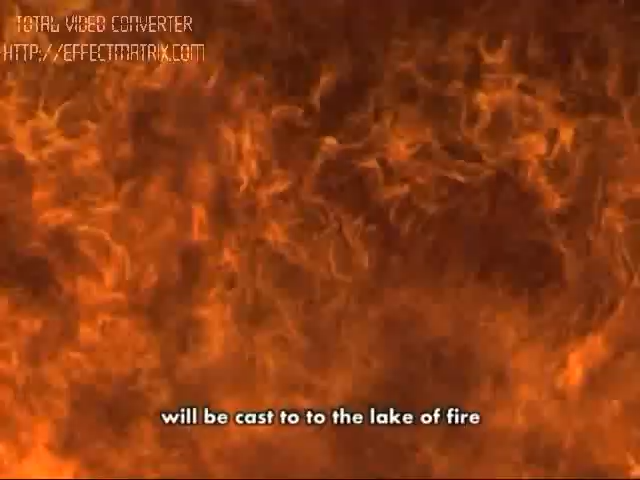 TOTAL VIDEO CONVERTER
HTTP://EFFECTMATRIX.COM
will be cast to to the lake of fire